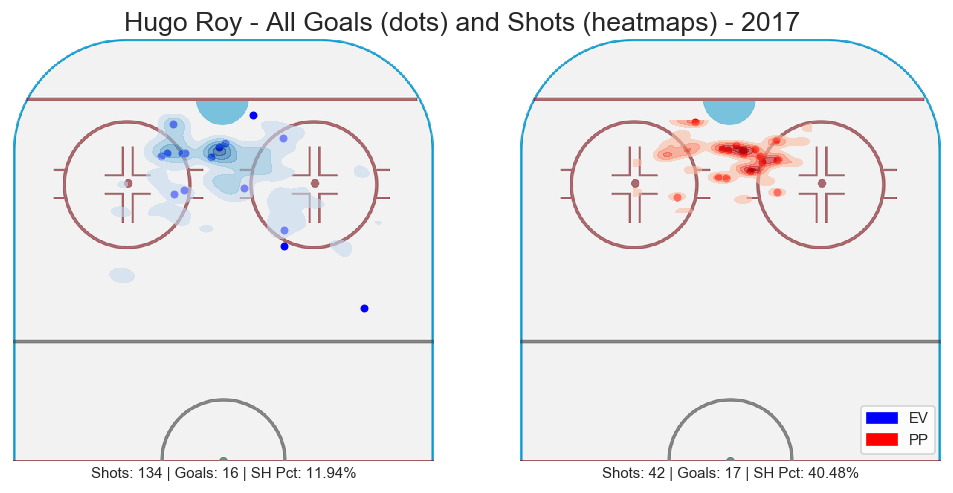 Hugo Roy - All Goals (dots) and Shots (heatmaps) - 2017
EV
PP
Shots: 134 | Goals: 16 | SH Pct: 11.94%
Shots: 42 | Goals: 17 | SH Pct: 40.48%